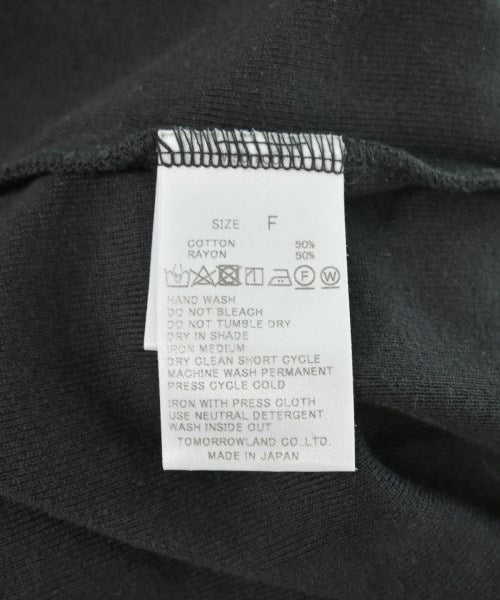 SIZE F
COTTON 50%
RAYON 50%
F W
HAND WASH
DO NOT BLEACH
DO NOT TUMBLE DRY
DRY IN SHADE
IRON MEDIUM
DRY CLEAN SHORT CYCLE
MACHINE WASH PERMANENT
PRESS CYCLE COLD
IRON WITH PRESS CLOTH
USE NEUTRAL DETERGENT
WASH INSIDE OUT
TOMORROWLAND CO.,LTD.
MADE IN JAPAN